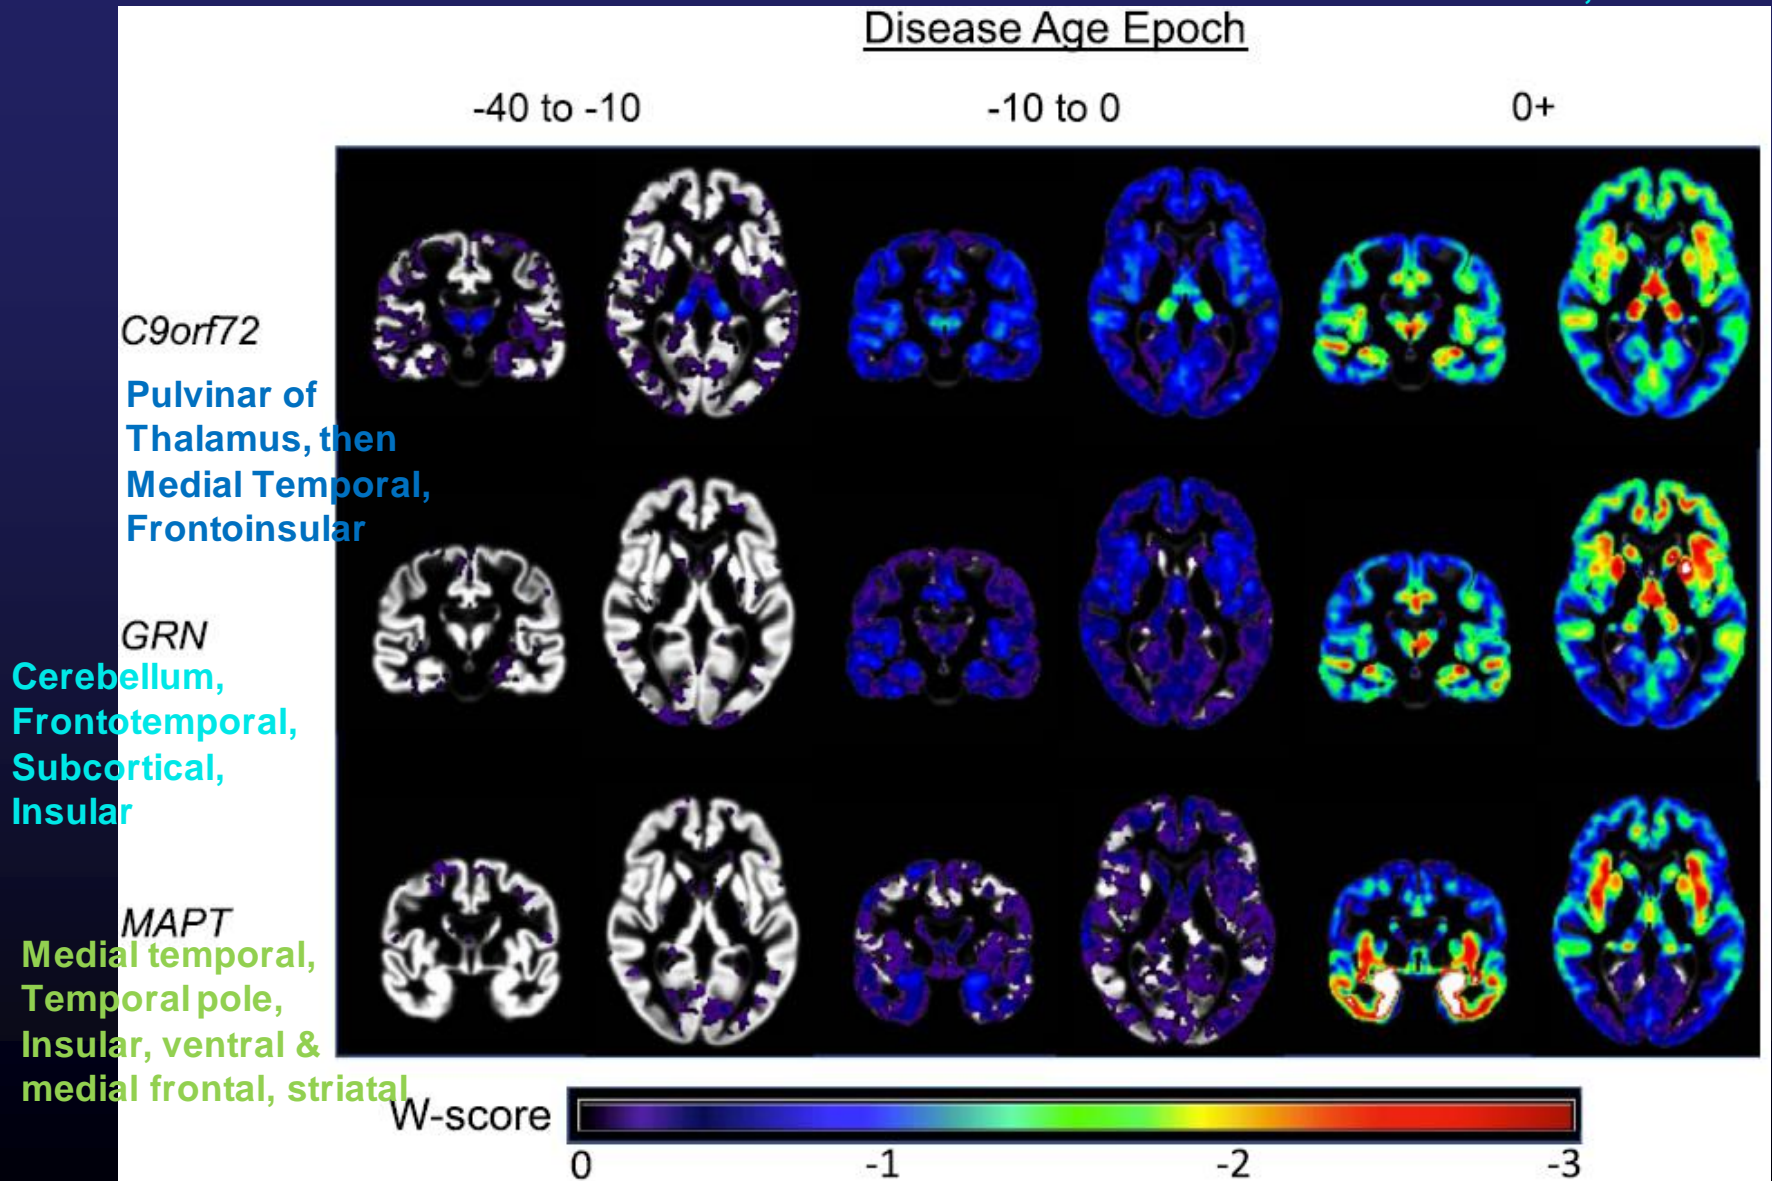 Disease Age Epoch
-40 to -10 -10 to 0 0+
C9orf72
Pulvinar of
Thalamus, then
Medial Temporal,
Frontoinsular
GRN
Cerebellum,
Frontotemporal,
Subcortical,
Insular
MAPT
Medial temporal,
Temporal pole,
Insular, ventral &
medial frontal, striatal
W-score
0 -1 -2 -3